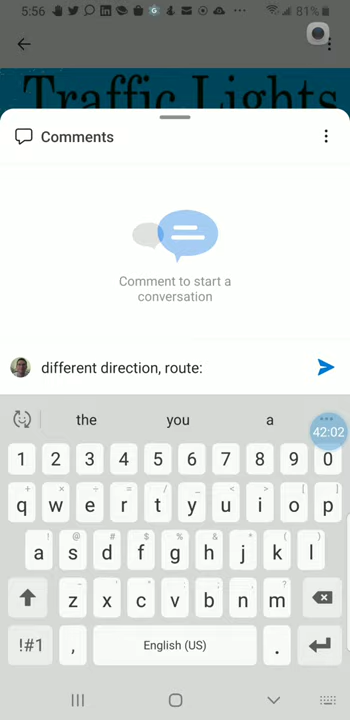 5:56
81%
Traffic Lights
Comments
Comment to start a
conversation
different direction, route:
the you a
42:02
1 2 3 4 5 6 7 8 9 0
+ × ÷ = / _ < > [ ]
q w e r t y u i o p
! @ # $ % ^ & * ( )
a s d f g h j k l
- ' " : ; , ?
z x c v b n m
!#1 , English (US) .